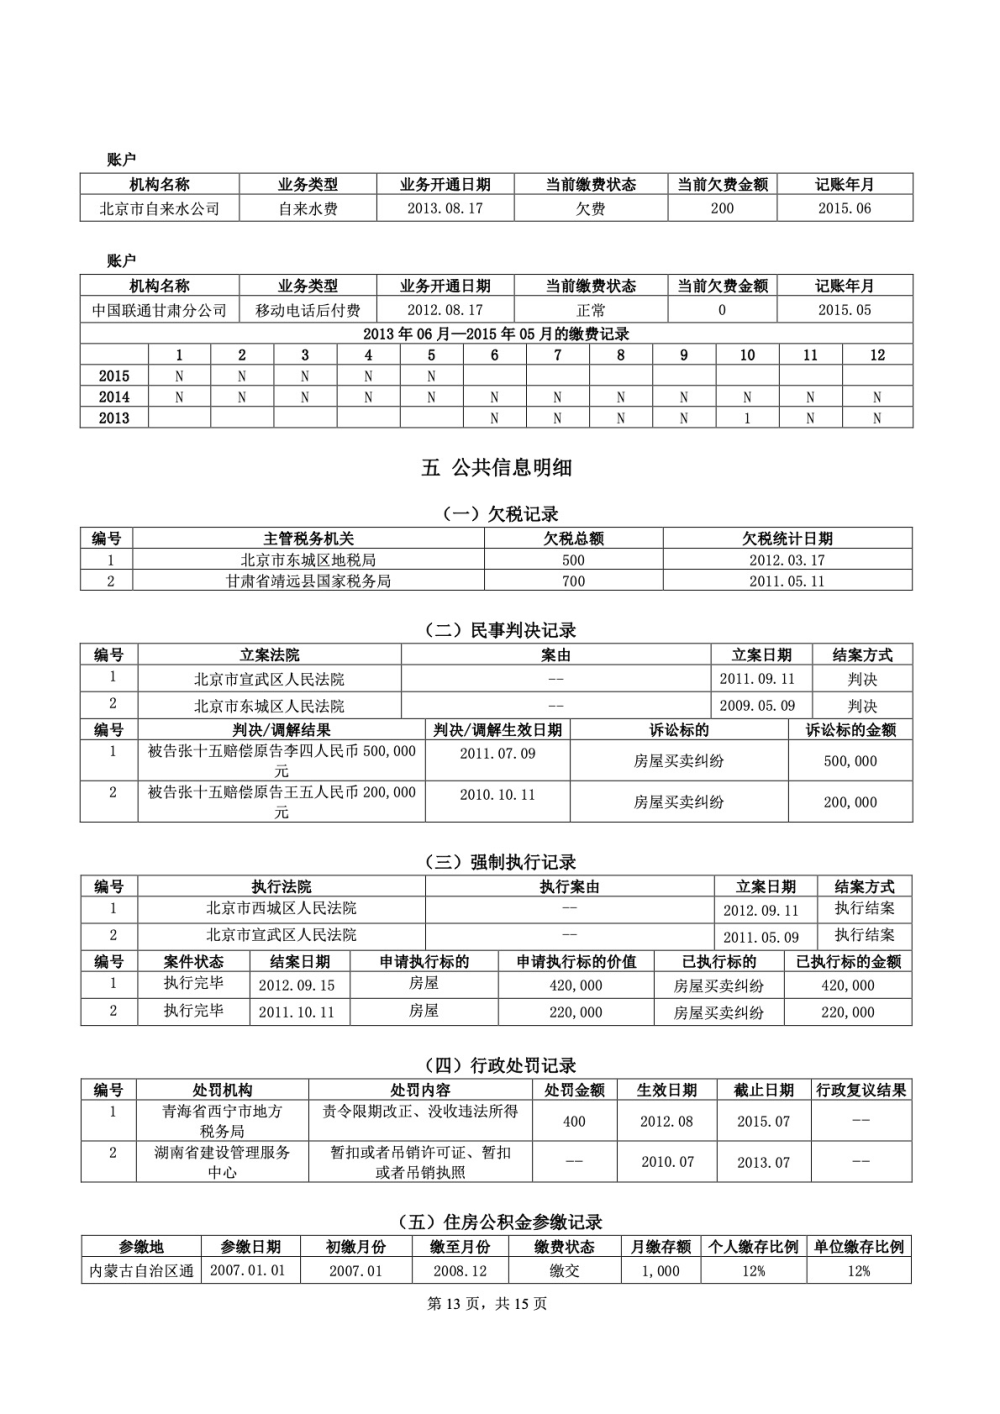 账户
机构名称 业务类型 业务开通日期 当前缴费状态 当前欠费金额 记账年月
北京市自来水公司 自来水费 2013.08.17 欠费 200 2015.06
账户
机构名称 业务类型 业务开通日期 当前缴费状态 当前欠费金额 记账年月
中国联通甘肃分公司 移动电话后付费 2012.08.17 正常 0 2015.05
2013 年 06 月—2015 年 05 月的缴费记录
1 2 3 4 5 6 7 8 9 10 11 12
2015 N N N N N
2014 N N N N N N N N N N N N
2013 N N N N 1 N N
五 公共信息明细
（一）欠税记录
编号 主管税务机关 欠税总额 欠税统计日期
1 北京市东城区地税局 500 2012.03.17
2 甘肃省靖远县国家税务局 700 2011.05.11
（二）民事判决记录
编号 立案法院 案由 立案日期 结案方式
1 北京市宣武区人民法院 -- 2011.09.11 判决
2 北京市东城区人民法院 -- 2009.05.09 判决
编号 判决/调解结果 判决/调解生效日期 诉讼标的 诉讼标的金额
1 被告张十五赔偿原告李四人民币 500,000 2011.07.09 房屋买卖纠纷 500,000
元
2 被告张十五赔偿原告王五人民币 200,000 2010.10.11 房屋买卖纠纷 200,000
元
（三）强制执行记录
编号 执行法院 执行案由 立案日期 结案方式
1 北京市西城区人民法院 -- 2012.09.11 执行结案
2 北京市宣武区人民法院 -- 2011.05.09 执行结案
编号 案件状态 结案日期 申请执行标的 申请执行标的价值 已执行标的 已执行标的金额
1 执行完毕 2012.09.15 房屋 420,000 房屋买卖纠纷 420,000
2 执行完毕 2011.10.11 房屋 220,000 房屋买卖纠纷 220,000
（四）行政处罚记录
编号 处罚机构 处罚内容 处罚金额 生效日期 截止日期 行政复议结果
1 青海省西宁市地方 责令限期改正、没收违法所得 400 2012.08 2015.07 --
税务局
2 湖南省建设管理服务 暂扣或者吊销许可证、暂扣 -- 2010.07 2013.07 --
中心 或者吊销执照
（五）住房公积金参缴记录
参缴地 参缴日期 初缴月份 缴至月份 缴费状态 月缴存额 个人缴存比例 单位缴存比例
内蒙古自治区通 2007.01.01 2007.01 2008.12 缴交 1,000 12% 12%
第 13 页，共 15 页